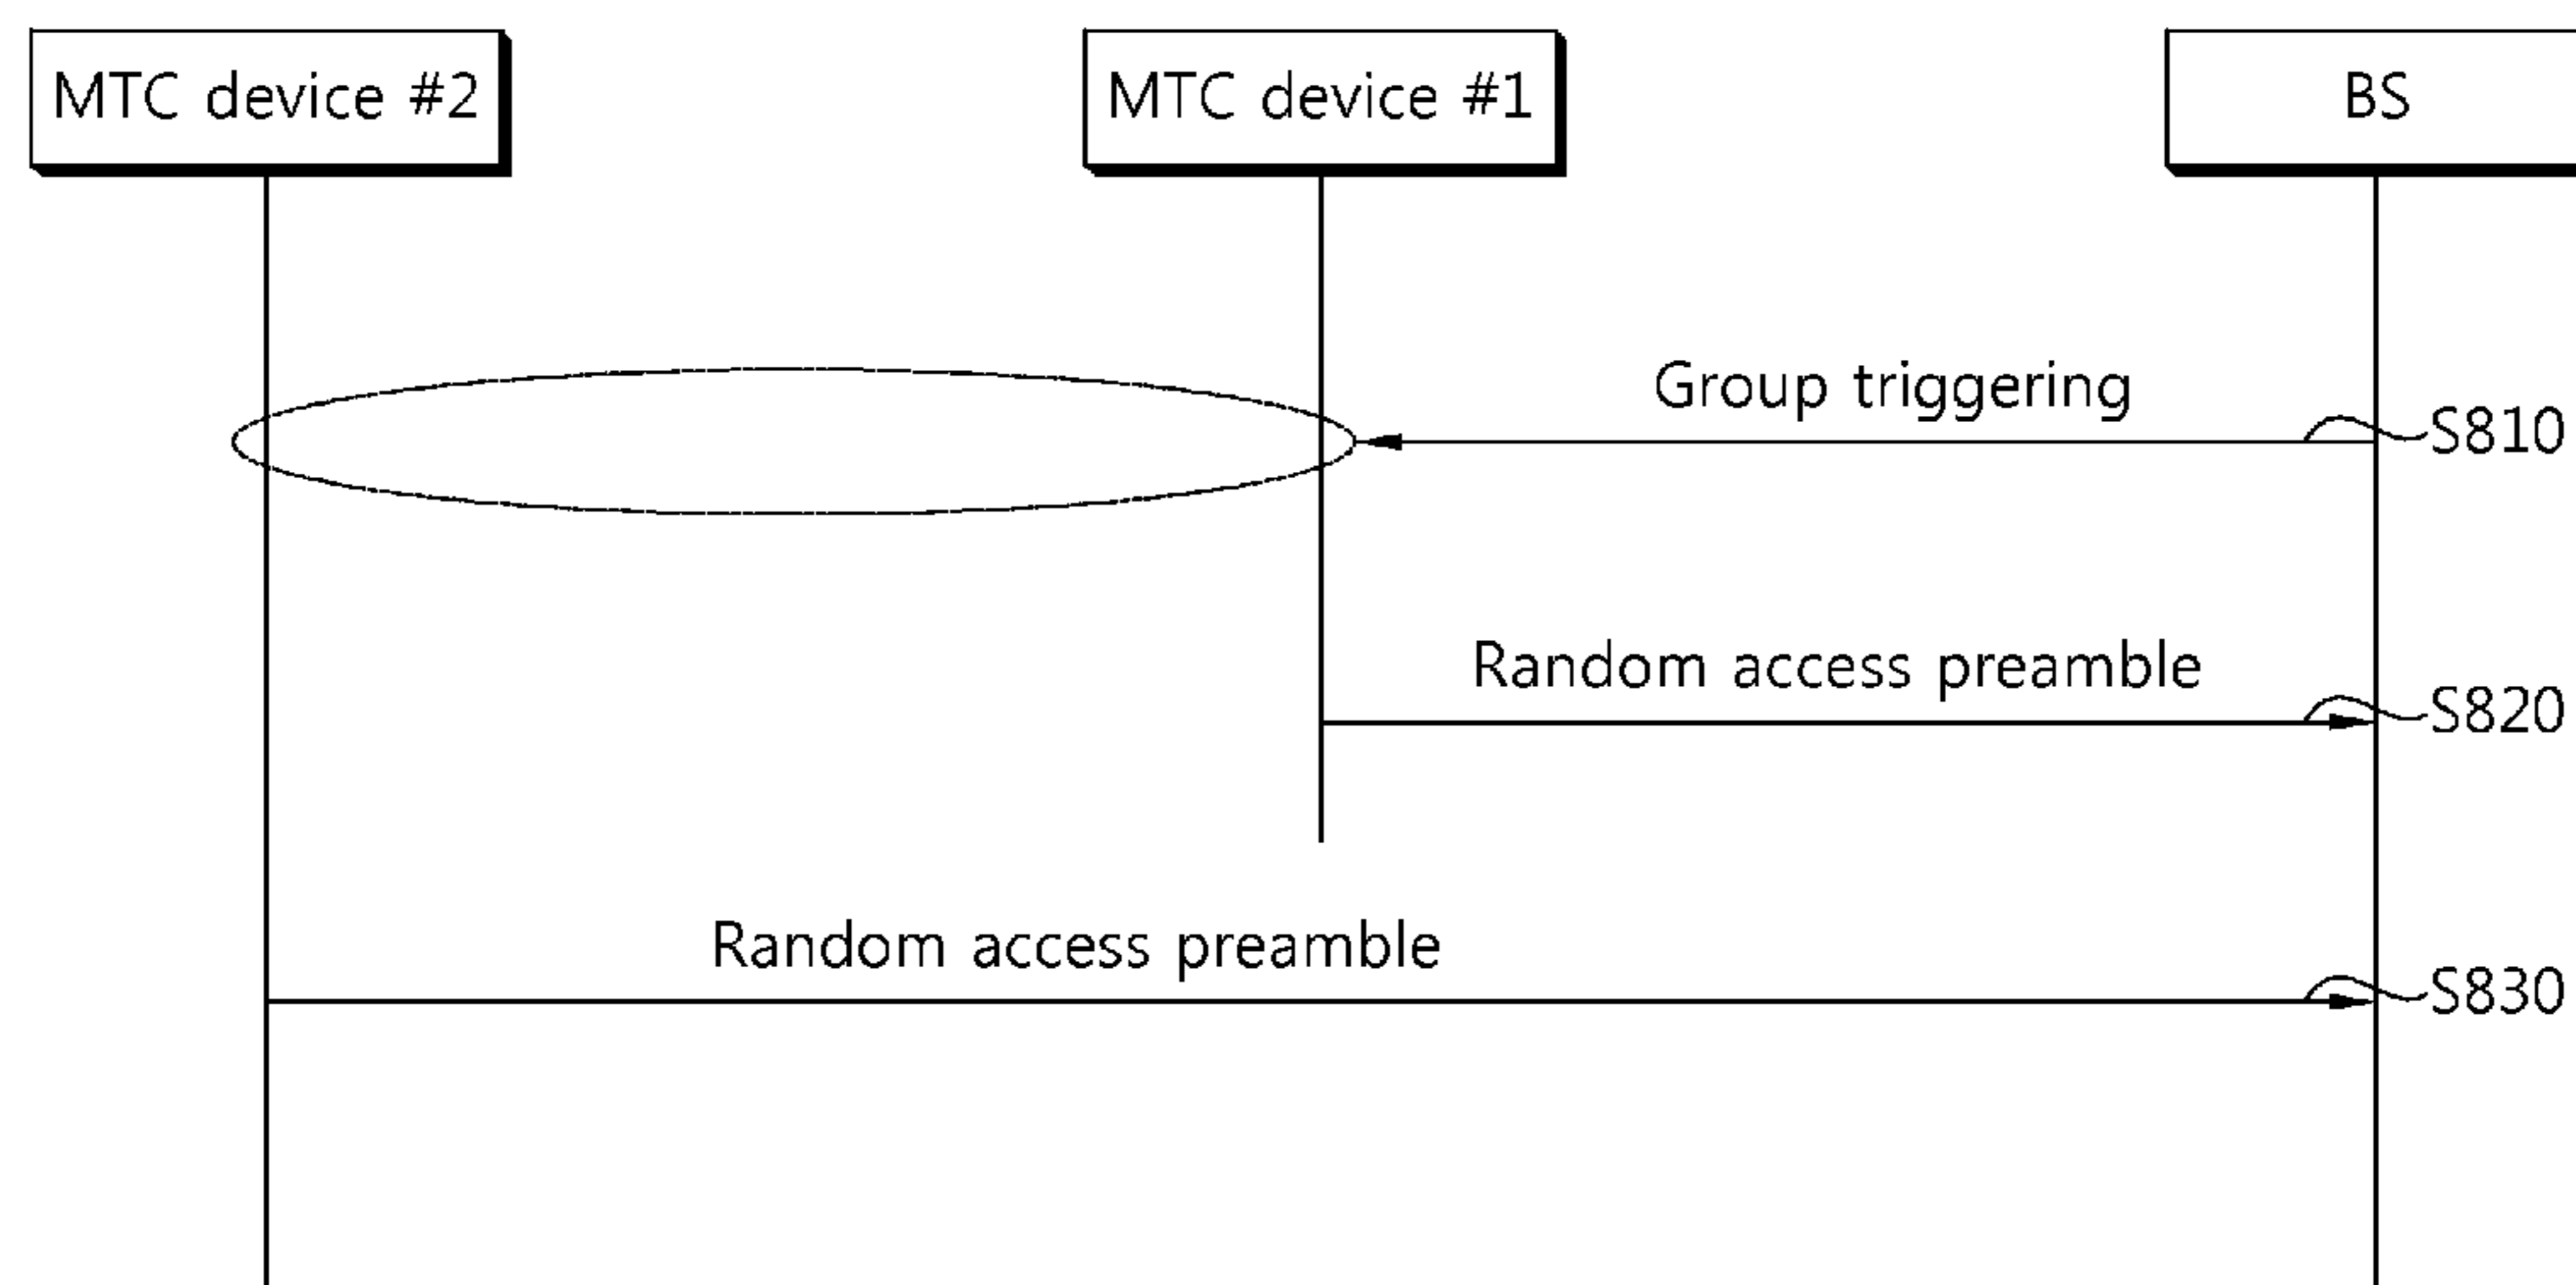 MTC device #2
MTC device #1
BS
Group triggering
S810
Random access preamble
S820
Random access preamble
S830